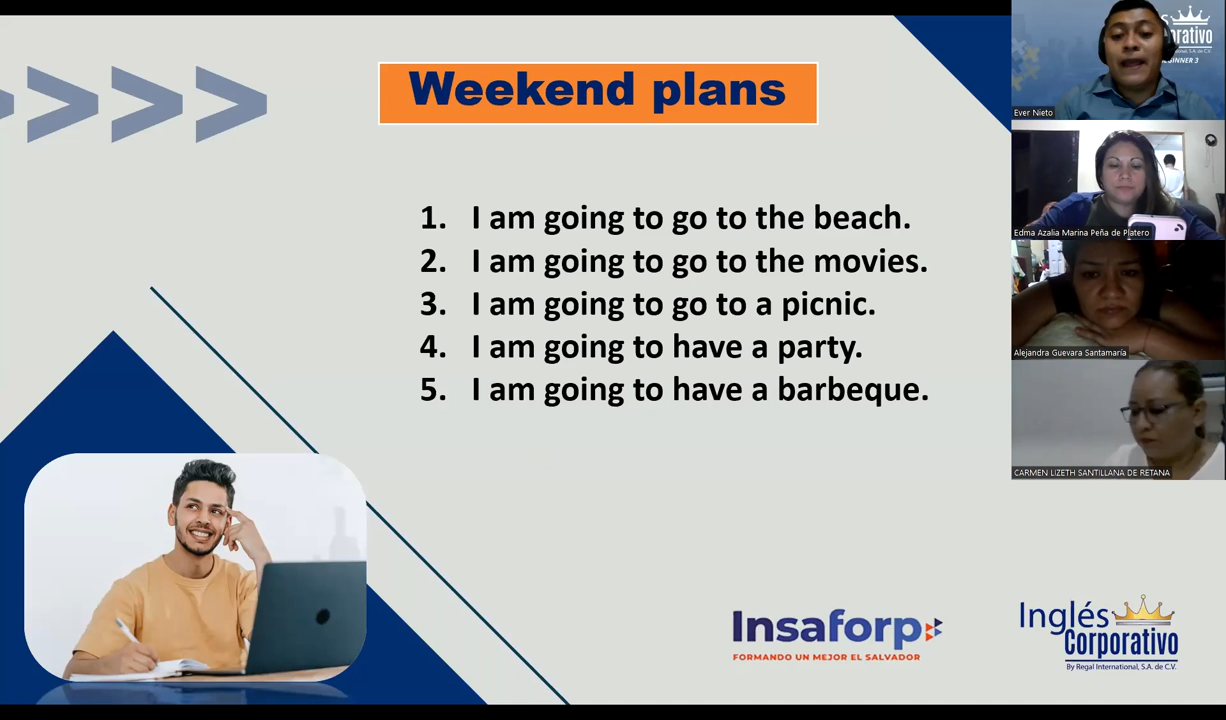 Weekend plans
1. I am going to go to the beach.
2. I am going to go to the movies.
3. I am going to go to a picnic.
4. I am going to have a party.
5. I am going to have a barbeque.
Insaforp
FORMANDO UN MEJOR EL SALVADOR
Inglés
Corporativo
By Regal International, S.A. de C.V.
Ever Nieto
Edma Azalia Marina Peña de Platero
Alejandra Guevara Santamaría
CARMEN LIZETH SANTILLANA DE RETANA